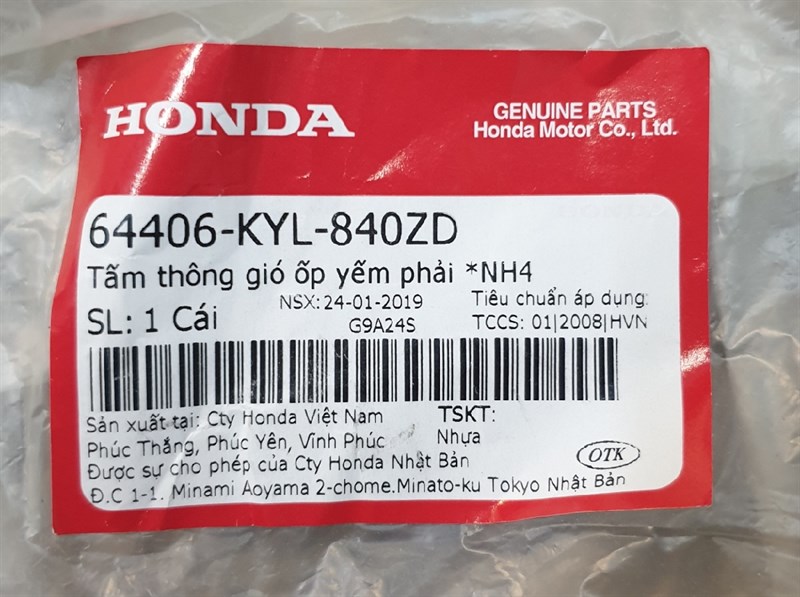 HONDA
GENUINE PARTS
Honda Motor Co., Ltd.
64406-KYL-840ZD
Tấm thông gió ốp yếm phải *NH4
SL: 1 Cái
NSX: 24-01-2019
G9A24S
Tiêu chuẩn áp dụng:
TCCS: 01|2008|HVN
Sản xuất tại: Cty Honda Việt Nam
Phúc Thắng, Phúc Yên, Vĩnh Phúc
Được sự cho phép của Cty Honda Nhật Bản
Đ.C 1-1. Minami Aoyama 2-chome.Minato-ku Tokyo Nhật Bản
TSKT:
Nhựa
OTK